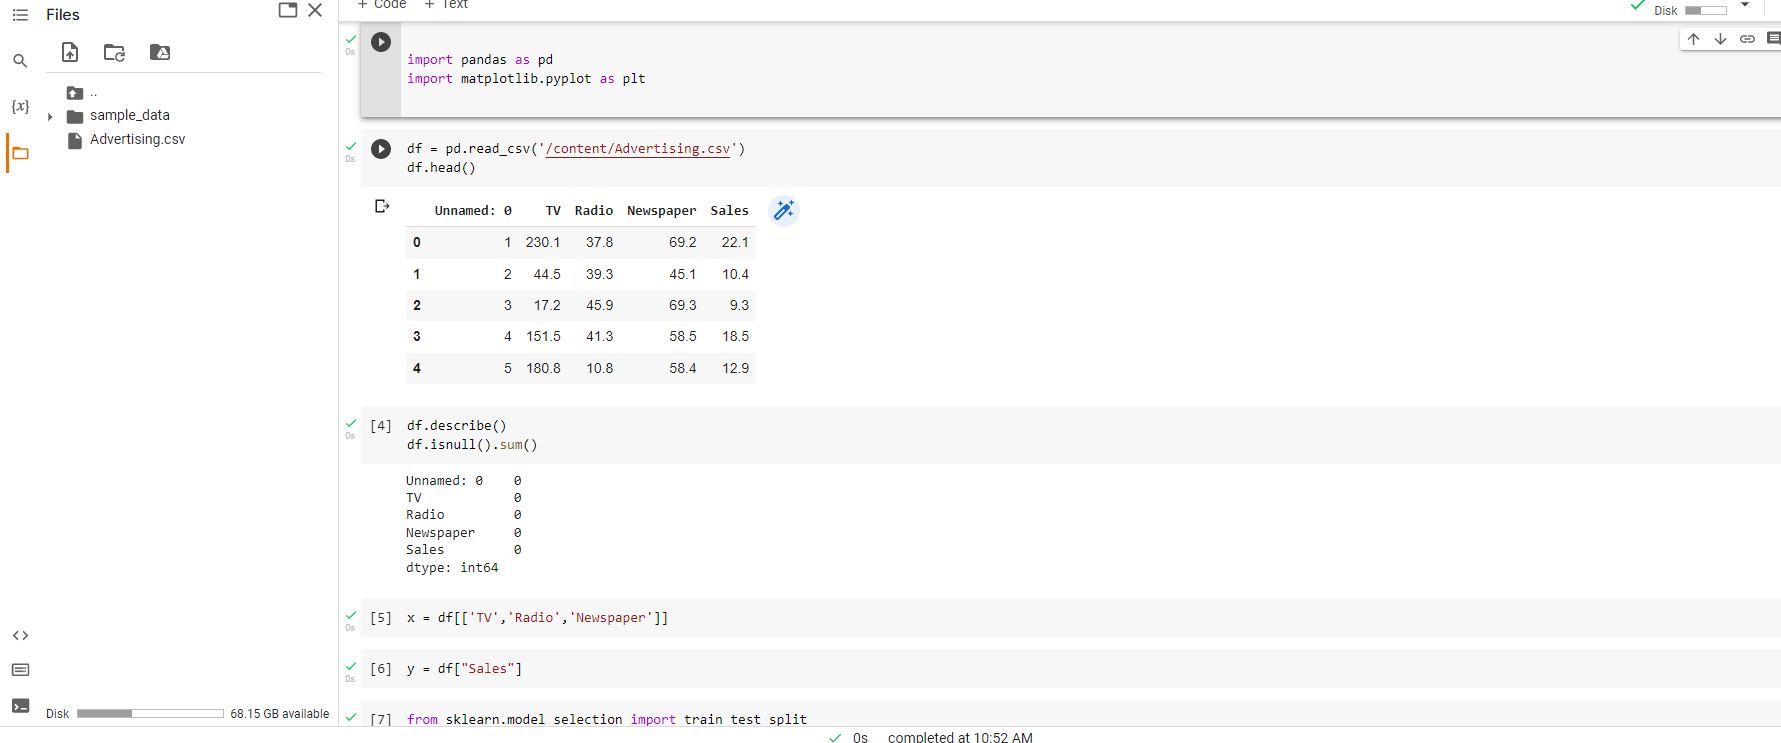 Files
+ Code + Text
Disk
{x}
..
sample_data
Advertising.csv
0s
import pandas as pd
import matplotlib.pyplot as plt
0s
df = pd.read_csv('/content/Advertising.csv')
df.head()
Unnamed: 0 TV Radio Newspaper Sales
0 1 230.1 37.8 69.2 22.1
1 2 44.5 39.3 45.1 10.4
2 3 17.2 45.9 69.3 9.3
3 4 151.5 41.3 58.5 18.5
4 5 180.8 10.8 58.4 12.9
0s
[4] df.describe()
df.isnull().sum()
Unnamed: 0 0
TV 0
Radio 0
Newspaper 0
Sales 0
dtype: int64
0s
[5] x = df[['TV','Radio','Newspaper']]
0s
[6] y = df["Sales"]
0s
[7] from sklearn.model_selection import train_test_split
Disk 68.15 GB available
0s completed at 10:52 AM